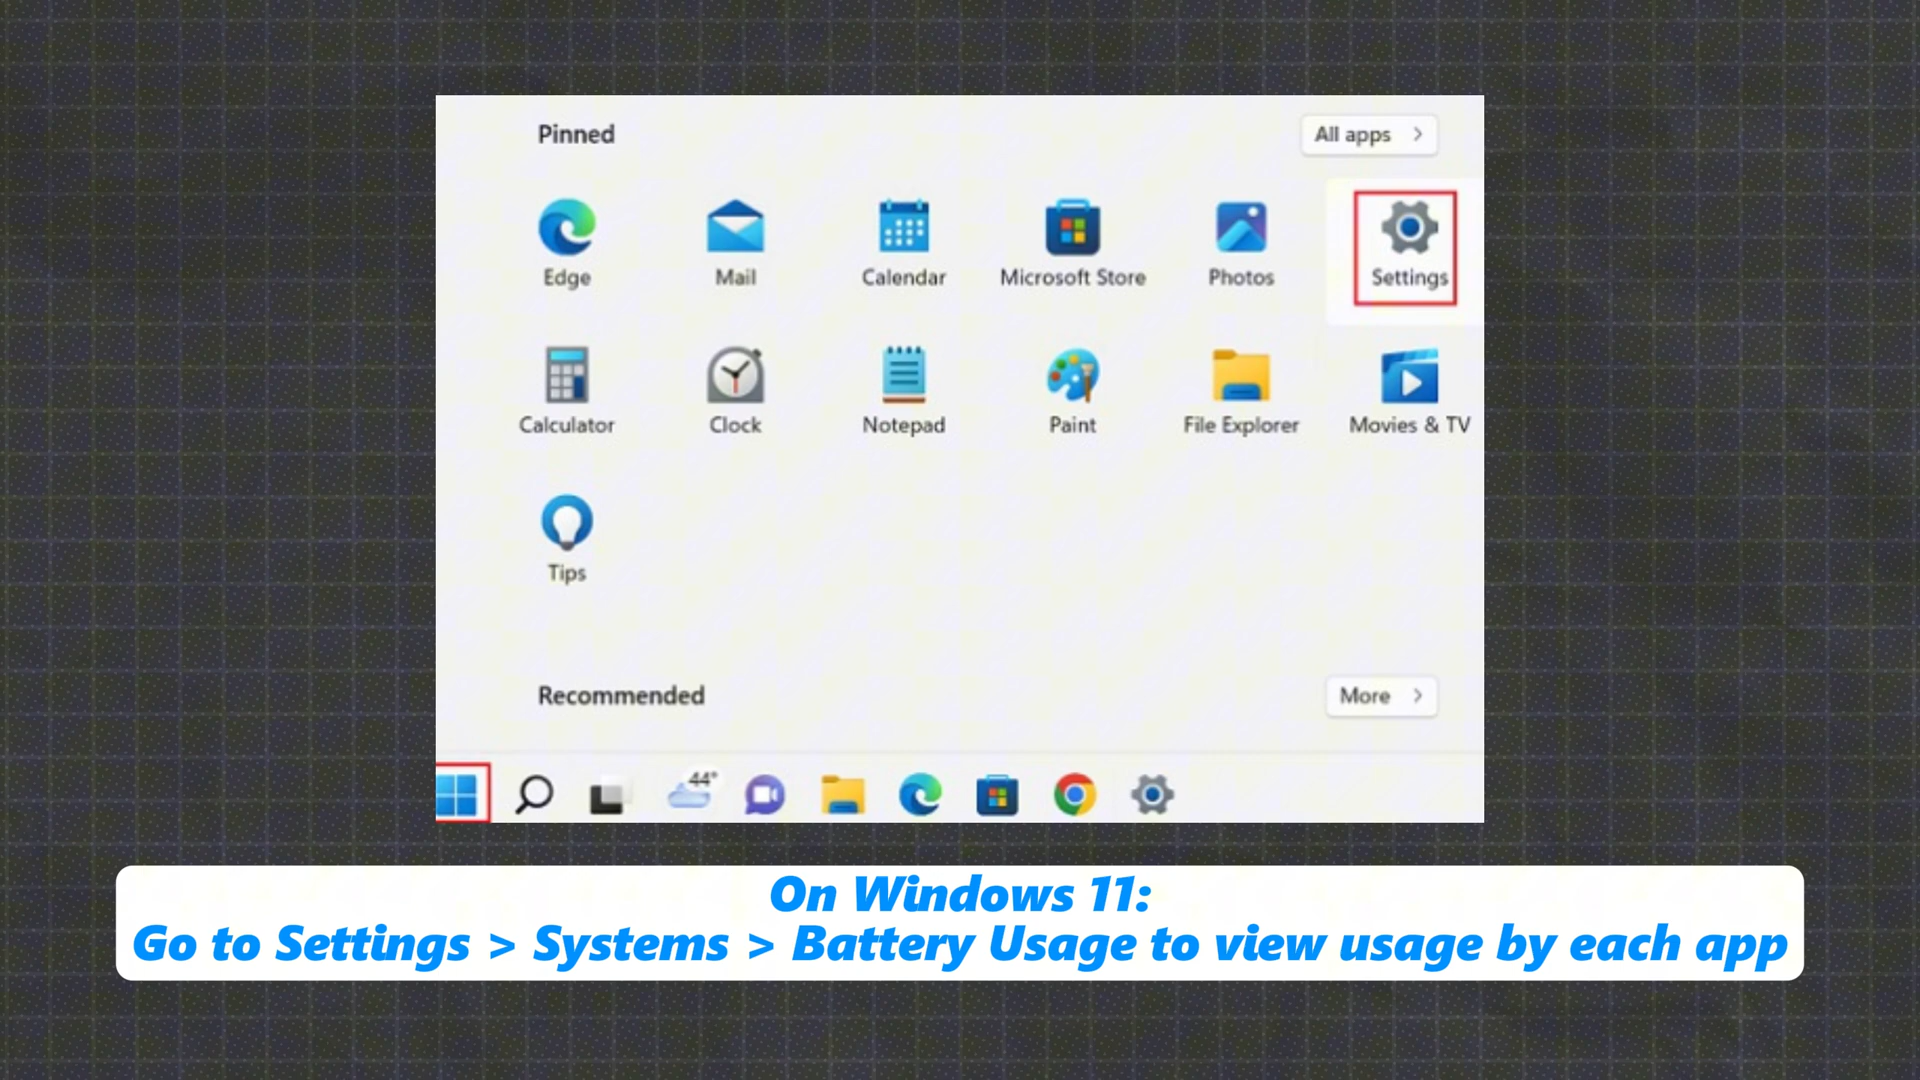 Pinned
All apps >
Edge
Mail
Calendar
Microsoft Store
Photos
Settings
Calculator
Clock
Notepad
Paint
File Explorer
Movies & TV
Tips
Recommended
More >
44°
On Windows 11:
Go to Settings > Systems > Battery Usage to view usage by each app